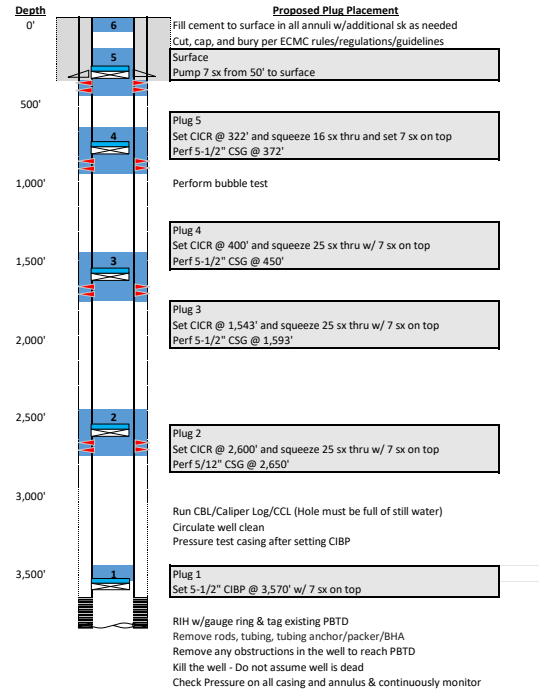 Depth
Proposed Plug Placement
0'
6
Fill cement to surface in all annuli w/additional sk as needed
Cut, cap, and bury per ECMC rules/regulations/guidelines
5
Surface
Pump 7 sx from 50' to surface
500'
Plug 5
4
Set CICR @ 322' and squeeze 16 sx thru and set 7 sx on top
Perf 5-1/2" CSG @ 372'
1,000'
Perform bubble test
Plug 4
Set CICR @ 400' and squeeze 25 sx thru w/ 7 sx on top
Perf 5-1/2" CSG @ 450'
1,500'
3
Plug 3
Set CICR @ 1,543' and squeeze 25 sx thru w/ 7 sx on top
Perf 5-1/2" CSG @ 1,593'
2,000'
2,500'
2
Plug 2
Set CICR @ 2,600' and squeeze 25 sx thru w/ 7 sx on top
Perf 5/12" CSG @ 2,650'
3,000'
Run CBL/Caliper Log/CCL (Hole must be full of still water)
Circulate well clean
Pressure test casing after setting CIBP
3,500'
1
Plug 1
Set 5-1/2" CIBP @ 3,570' w/ 7 sx on top
RIH w/gauge ring & tag existing PBTD
Remove rods, tubing, tubing anchor/packer/BHA
Remove any obstructions in the well to reach PBTD
Kill the well - Do not assume well is dead
Check Pressure on all casing and annulus & continuously monitor